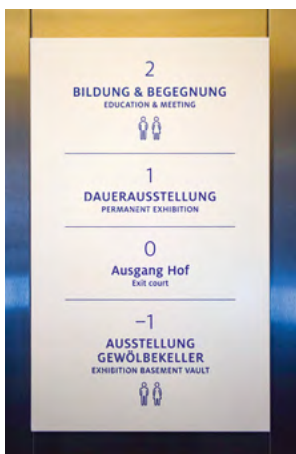 2
BILDUNG & BEGEGNUNG
EDUCATION & MEETING
1
DAUERAUSSTELLUNG
PERMANENT EXHIBITION
0
Ausgang Hof
Exit court
–1
AUSSTELLUNG
GEWÖLBEKELLER
EXHIBITION BASEMENT VAULT